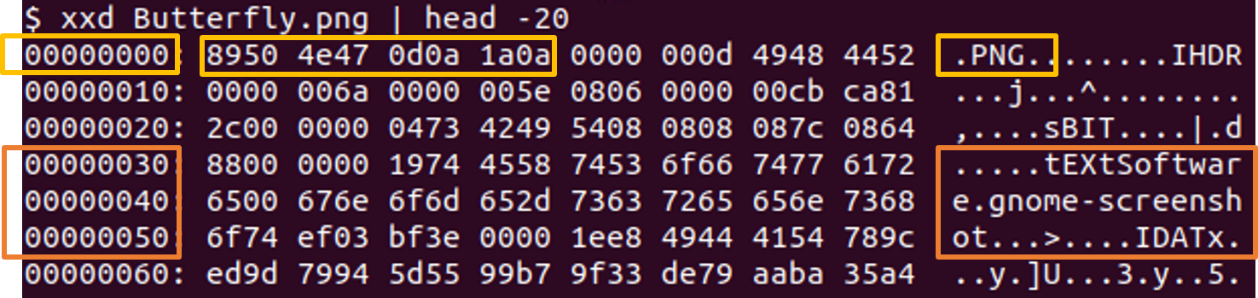 $ xxd Butterfly.png | head -20
00000000: 8950 4e47 0d0a 1a0a 0000 000d 4948 4452 .PNG........IHDR
00000010: 0000 006a 0000 005e 0806 0000 00cb ca81 ...j...^........
00000020: 2c00 0000 0473 4249 5408 0808 087c 0864 ,....sBIT....|.d
00000030: 8800 0000 1974 4558 7453 6f66 7477 6172 .....tEXtSoftwar
00000040: 6500 676e 6f6d 652d 7363 7265 656e 7368 e.gnome-screensh
00000050: 6f74 ef03 bf3e 0000 1ee8 4944 4154 789c ot...>....IDATx.
00000060: ed9d 7994 5d55 99b7 9f33 de79 aaba 35a4 ..y.]U...3.y..5.